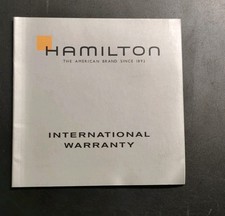 HAMILTON
THE AMERICAN BRAND SINCE 1892
INTERNATIONAL
WARRANTY